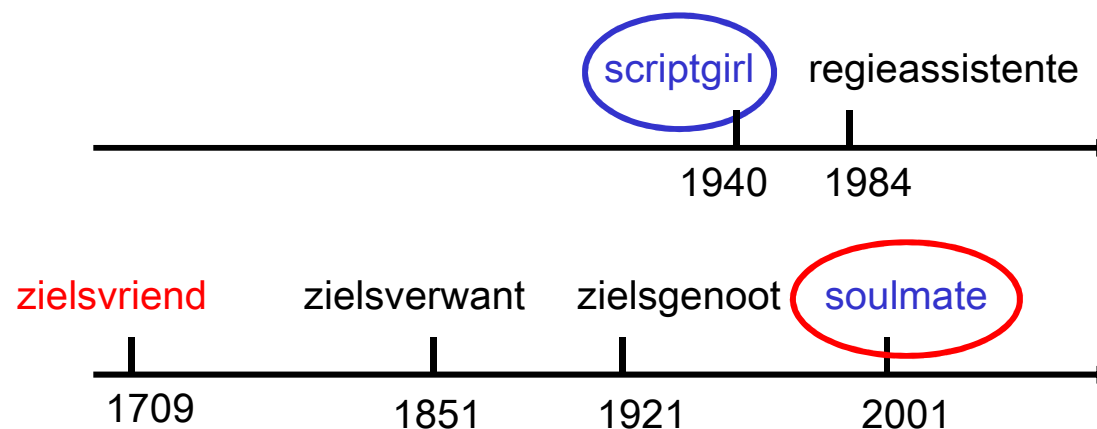 scriptgirl regieassistente
1940 1984
zielsvriend zielsverwant zielsgenoot soulmate
1709 1851 1921 2001